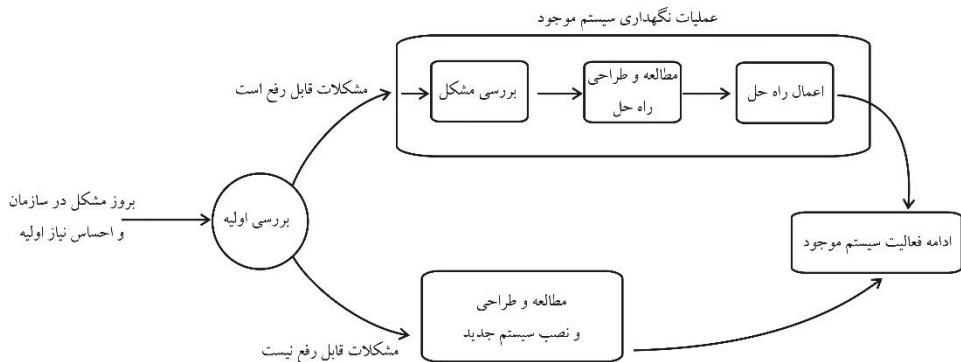 عملیات نگهداری سیستم موجود
مشکلات قابل رفع است
بررسی مشکل
مطالعه و طراحی
راه حل
اعمال راه حل
بروز مشکل در سازمان
و احساس نیاز اولیه
بررسی اولیه
ادامه فعالیت سیستم موجود
مطالعه و طراحی
و نصب سیستم جدید
مشکلات قابل رفع نیست